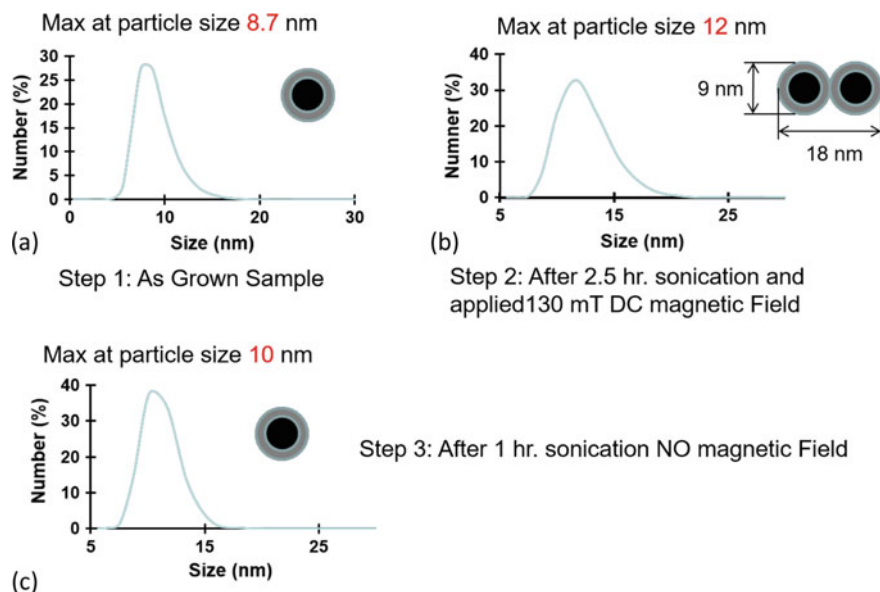 Max at particle size 8.7 nm
Number (%)
30
25
20
15
10
5
0
0 10 20 30
Size (nm)
(a)
Step 1: As Grown Sample
Max at particle size 12 nm
Numner (%)
40
30
20
10
0
5 15 25
Size (nm)
9 nm
18 nm
(b)
Step 2: After 2.5 hr. sonication and
applied130 mT DC magnetic Field
Max at particle size 10 nm
Number (%)
40
30
20
10
0
5 15 25
Size (nm)
(c)
Step 3: After 1 hr. sonication NO magnetic Field